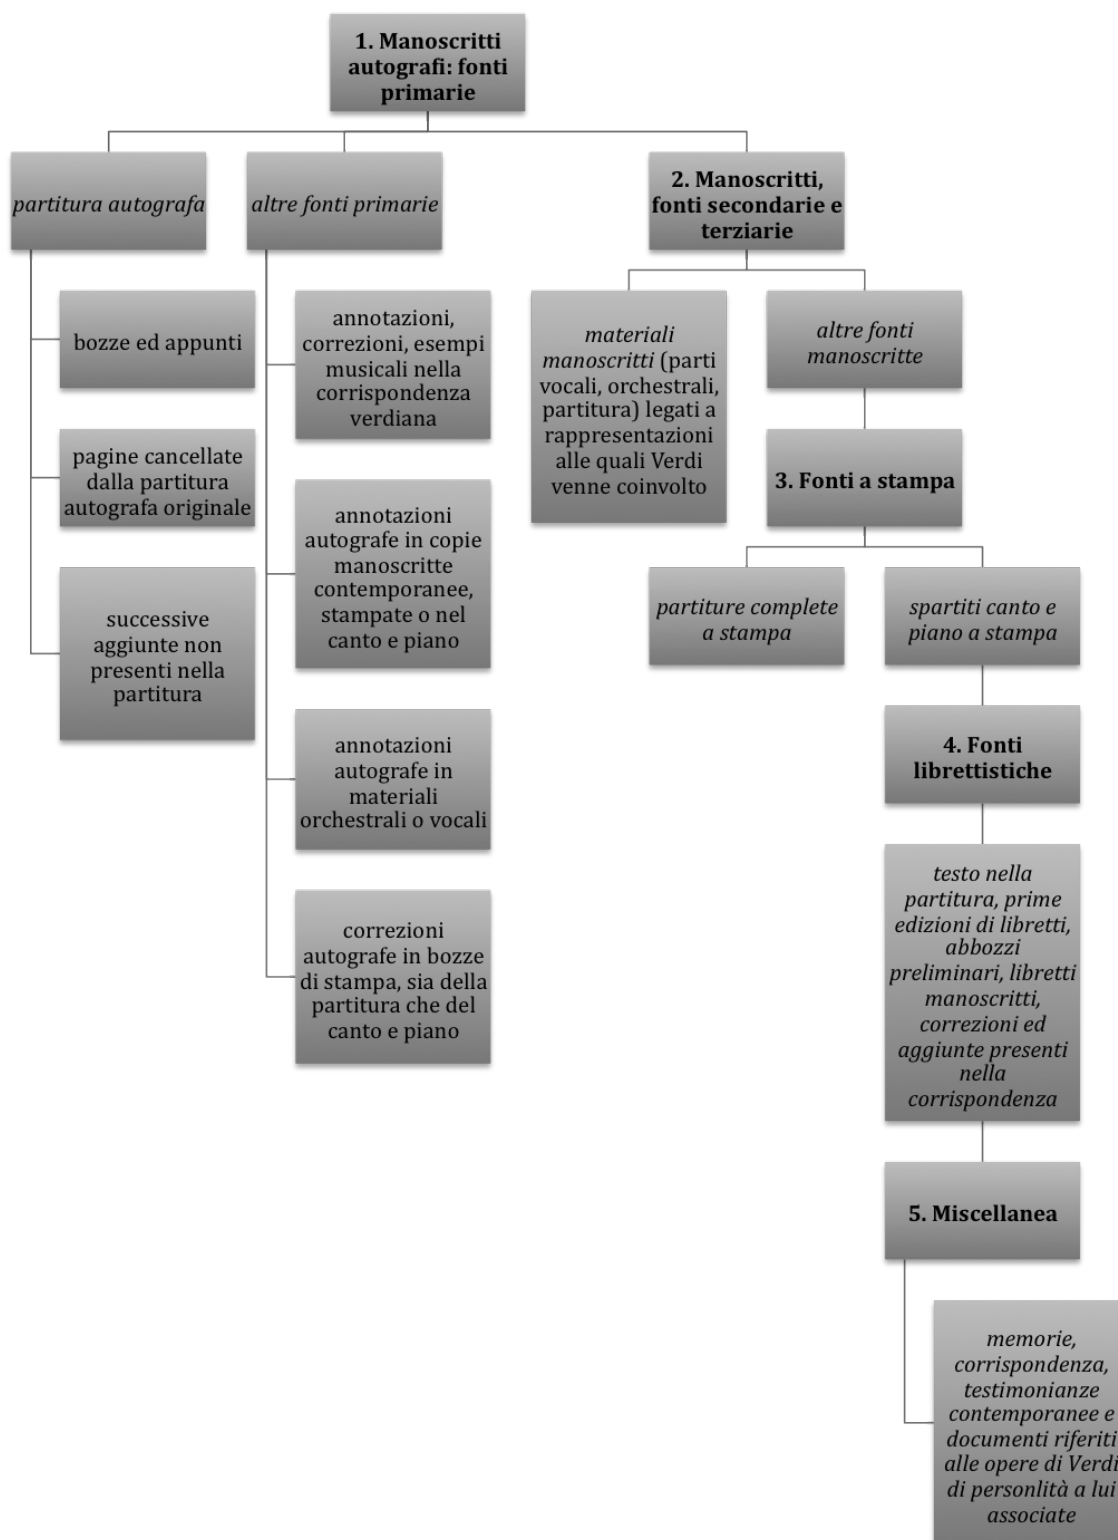 1. Manoscritti
autografi: fonti
primarie
partitura autografa
bozze ed appunti
pagine cancellate
dalla partitura
autografa originale
successive
aggiunte non
presenti nella
partitura
altre fonti primarie
annotazioni,
correzioni, esempi
musicali nella
corrispondenza
verdiana
annotazioni
autografe in copie
manoscritte
contemporanee,
stampate o nel
canto e piano
annotazioni
autografe in
materiali
orchestrali o vocali
correzioni
autografe in bozze
di stampa, sia della
partitura che del
canto e piano
2. Manoscritti,
fonti secondarie e
terziarie
materiali
manoscritti (parti
vocali, orchestrali,
partitura) legati a
rappresentazioni
alle quali Verdi
venne coinvolto
altre fonti
manoscritte
3. Fonti a stampa
partiture complete
a stampa
spartiti canto e
piano a stampa
4. Fonti
librettistiche
testo nella
partitura, prime
edizioni di libretti,
abbozzi
preliminari, libretti
manoscritti,
correzioni ed
aggiunte presenti
nella
corrispondenza
5. Miscellanea
memorie,
corrispondenza,
testimonianze
contemporanee e
documenti riferiti
alle opere di Verdi
di personlità a lui
associate